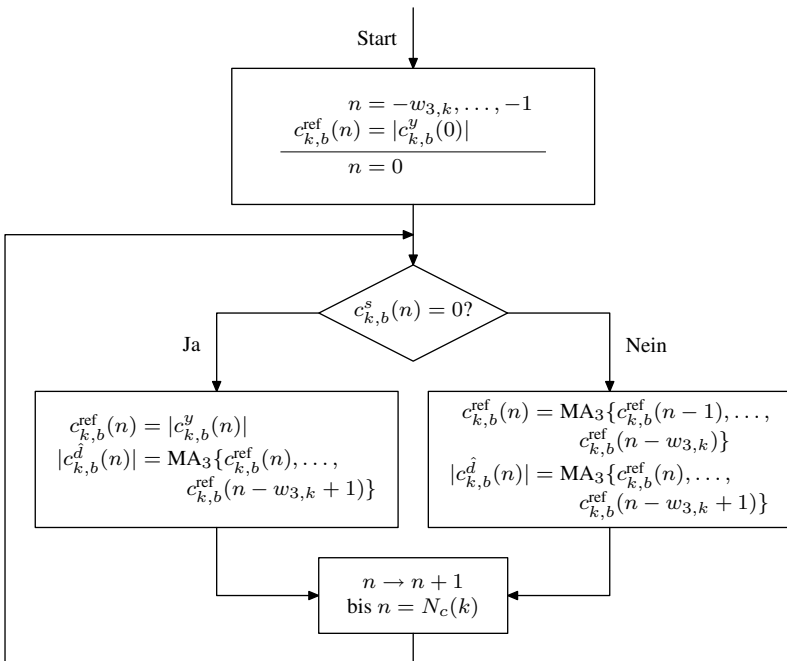 Start
n = −w_{3,k}, . . . , −1
c^{ref}_{k,b}(n) = |c^{y}_{k,b}(0)|
n = 0
c^{s}_{k,b}(n) = 0?
Ja
Nein
c^{ref}_{k,b}(n) = |c^{y}_{k,b}(n)|
|c^{\hat{d}}_{k,b}(n)| = MA_3{c^{ref}_{k,b}(n), . . . ,
c^{ref}_{k,b}(n − w_{3,k} + 1)}
c^{ref}_{k,b}(n) = MA_3{c^{ref}_{k,b}(n − 1), . . . ,
c^{ref}_{k,b}(n − w_{3,k})}
|c^{\hat{d}}_{k,b}(n)| = MA_3{c^{ref}_{k,b}(n), . . . ,
c^{ref}_{k,b}(n − w_{3,k} + 1)}
n → n + 1
bis n = N_c(k)